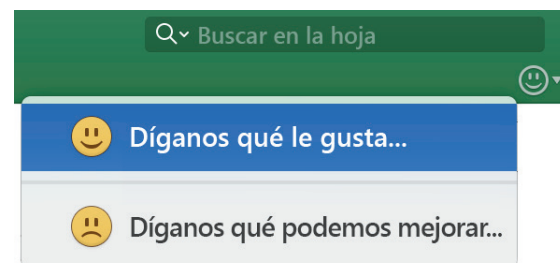 Buscar en la hoja
Díganos qué le gusta...
Díganos qué podemos mejorar...